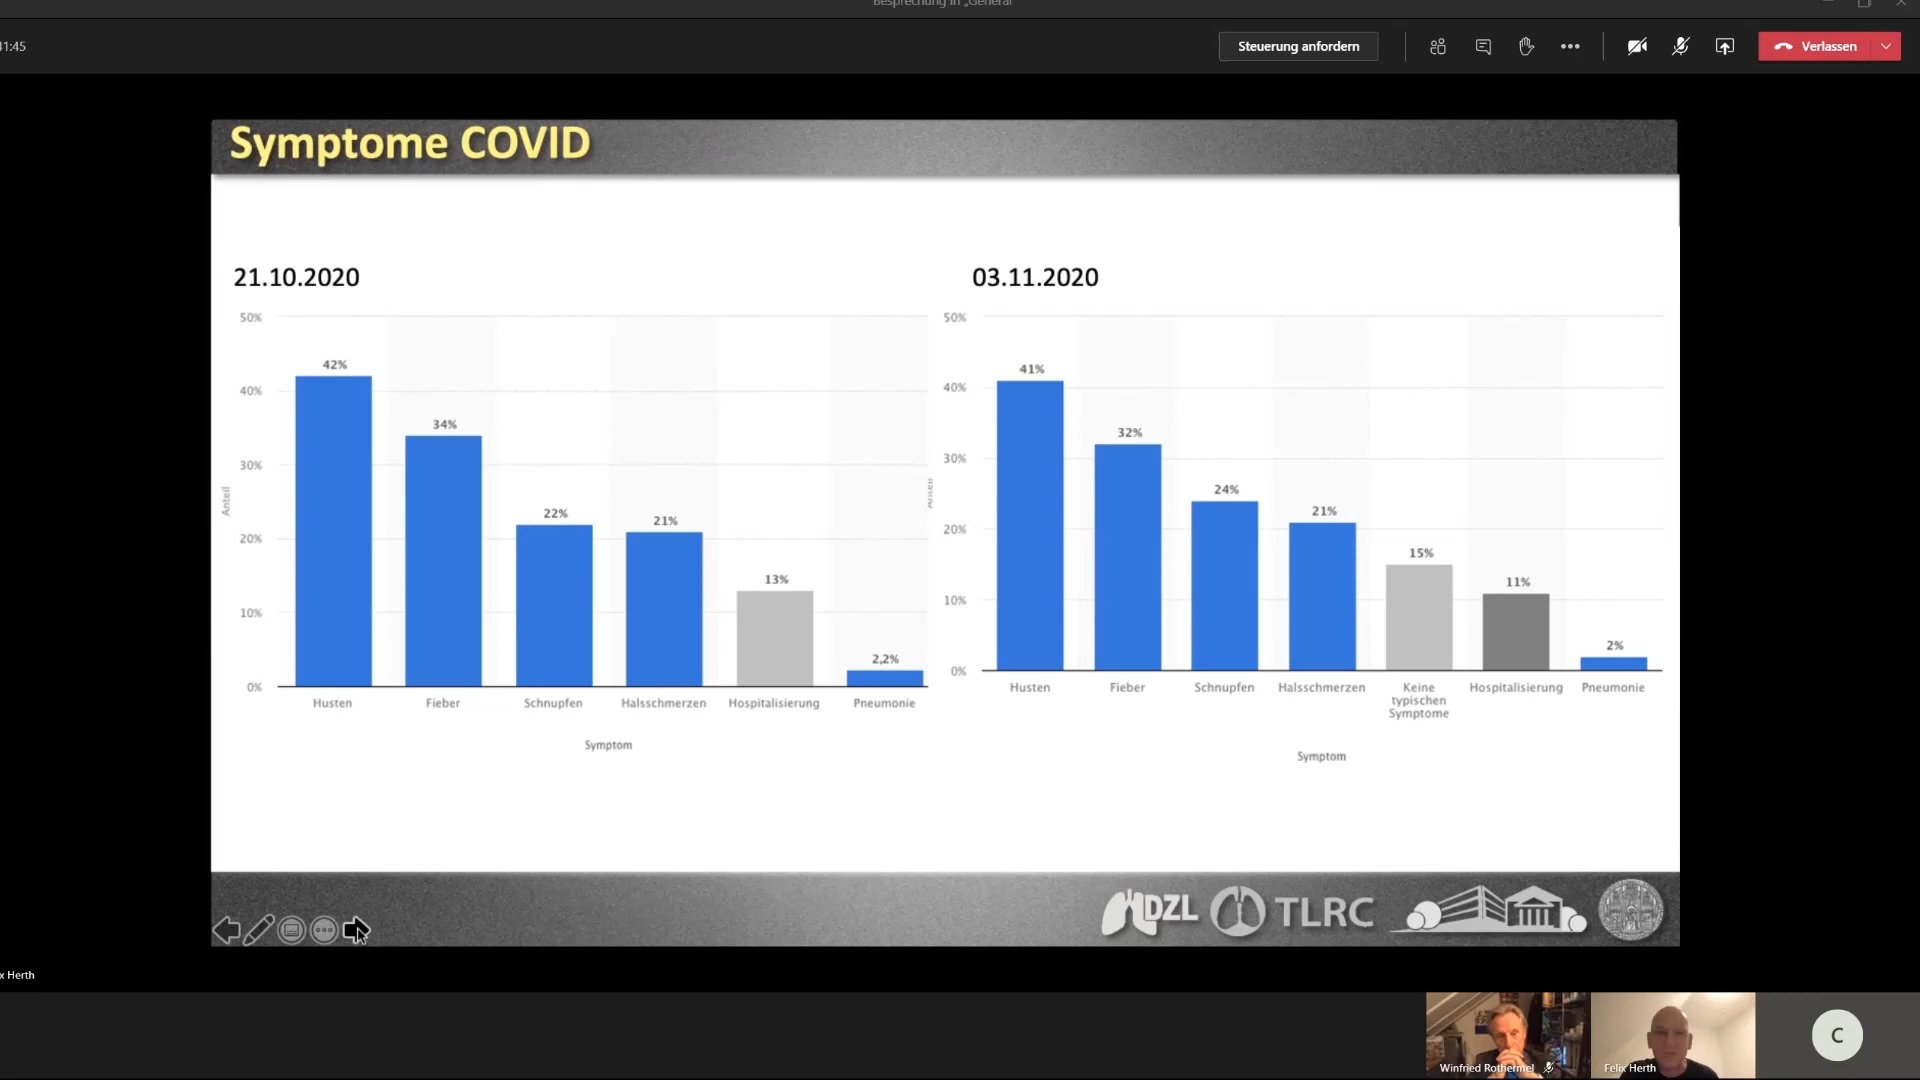 Besprechung in „General"
41:45
Steuerung anfordern
Verlassen
Symptome COVID
21.10.2020
50%
40%
30%
20%
10%
0%
Anteil
42%
34%
22%
21%
13%
2,2%
Husten
Fieber
Schnupfen
Halsschmerzen
Hospitalisierung
Pneumonie
Symptom
03.11.2020
50%
40%
30%
20%
10%
0%
Anteil
41%
32%
24%
21%
15%
11%
2%
Husten
Fieber
Schnupfen
Halsschmerzen
Keine
typischen
Symptome
Hospitalisierung
Pneumonie
Symptom
DZL
TLRC
x Herth
Winfried Rothermel
Felix Herth
C